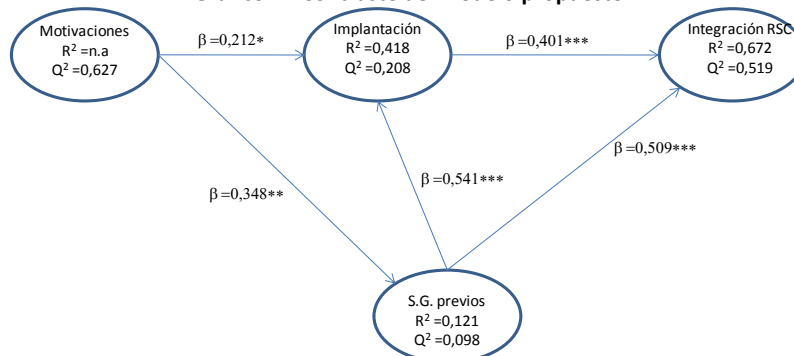 Motivaciones
R² =n.a
Q² =0,627
β =0,212*
Implantación
R² =0,418
Q² =0,208
β =0,401***
Integración RSC
R² =0,672
Q² =0,519
β =0,348**
β =0,541***
β =0,509***
S.G. previos
R² =0,121
Q² =0,098